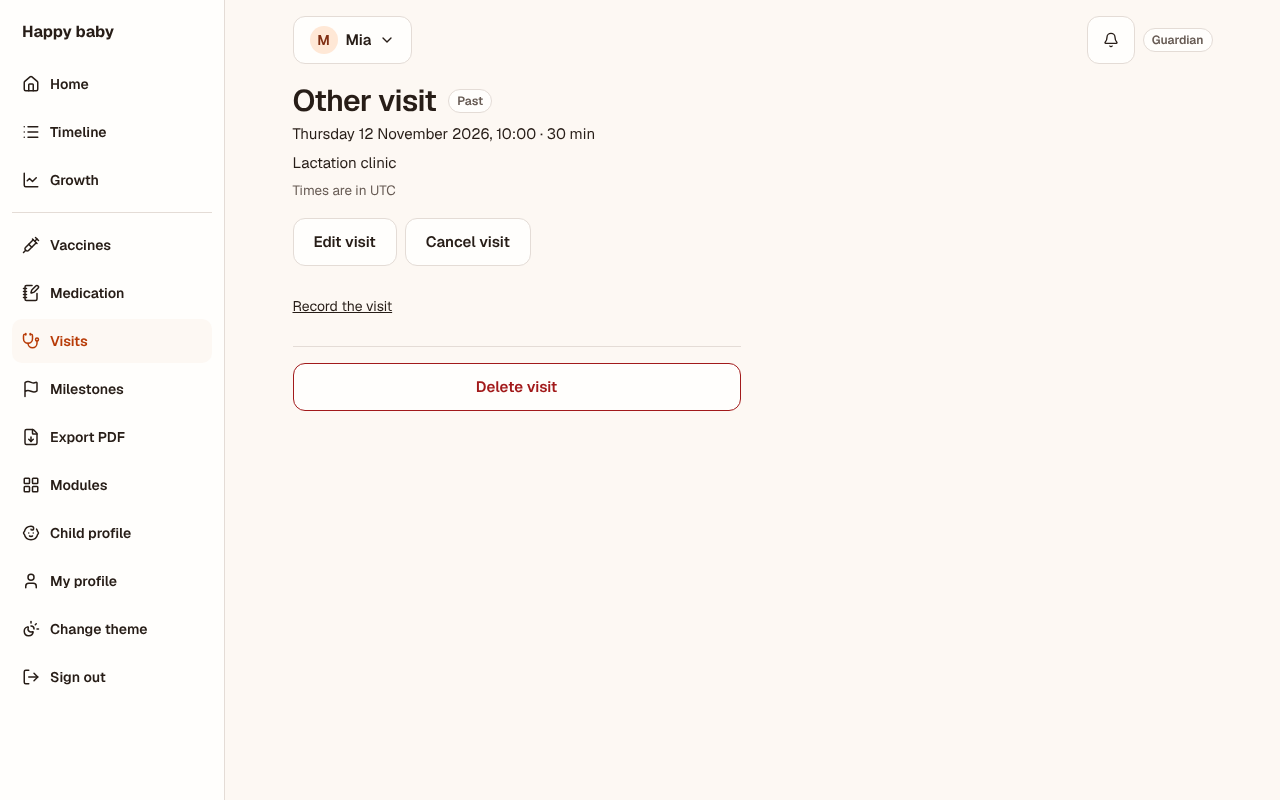 Happy baby
Home
Timeline
Growth
Vaccines
Medication
Visits
Milestones
Export PDF
Modules
Child profile
My profile
Change theme
Sign out
M Mia
Guardian
Other visit Past
Thursday 12 November 2026, 10:00 · 30 min
Lactation clinic
Times are in UTC
Edit visit Cancel visit
Record the visit
Delete visit